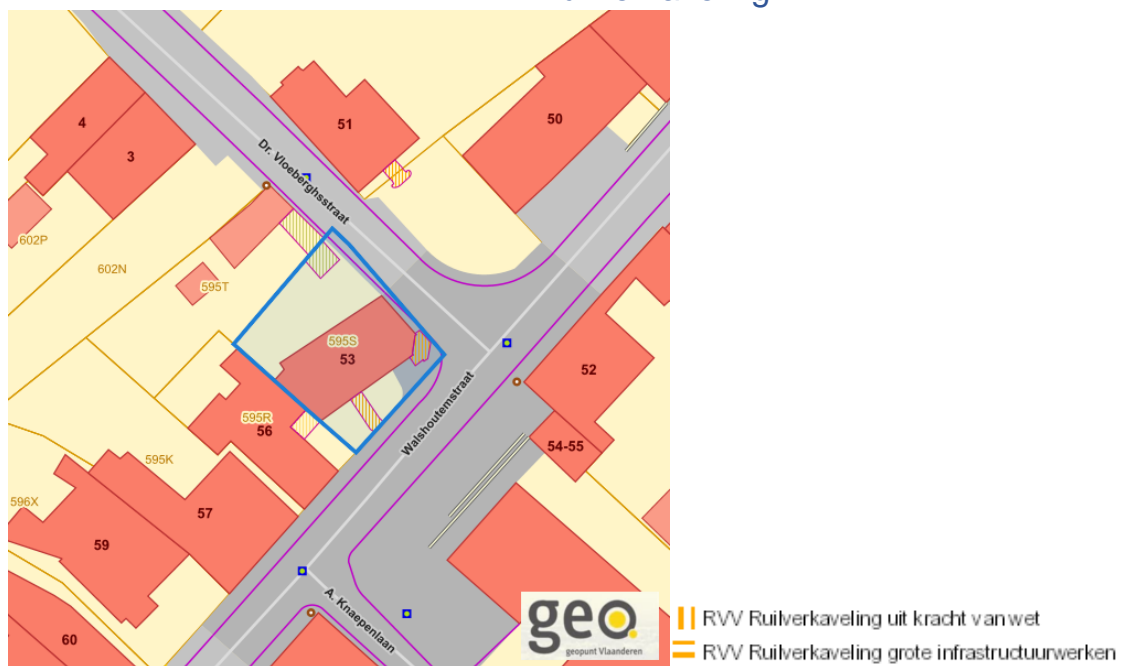 4
3
51
50
Dr. Vloeberghsstraat
602P
602N
595T
595S
53
52
Walshoutemstraat
595R
56
54-55
595K
596X
57
59
A. Knaepenlaan
60
geo
geopunt Vlaanderen
RVV Ruilverkaveling uit kracht van wet
RVV Ruilverkaveling grote infrastructuurwerken